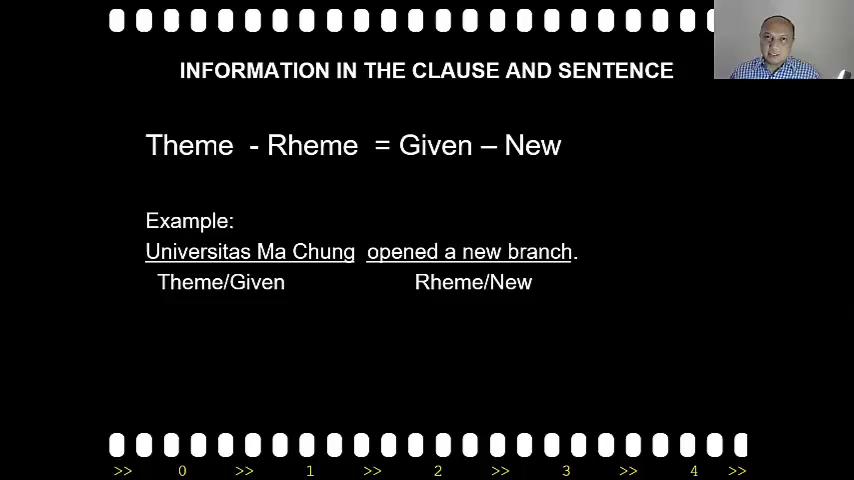 INFORMATION IN THE CLAUSE AND SENTENCE
Theme - Rheme = Given – New
Example:
Universitas Ma Chung opened a new branch.
Theme/Given Rheme/New
>> 0 >> 1 >> 2 >> 3 >> 4 >>